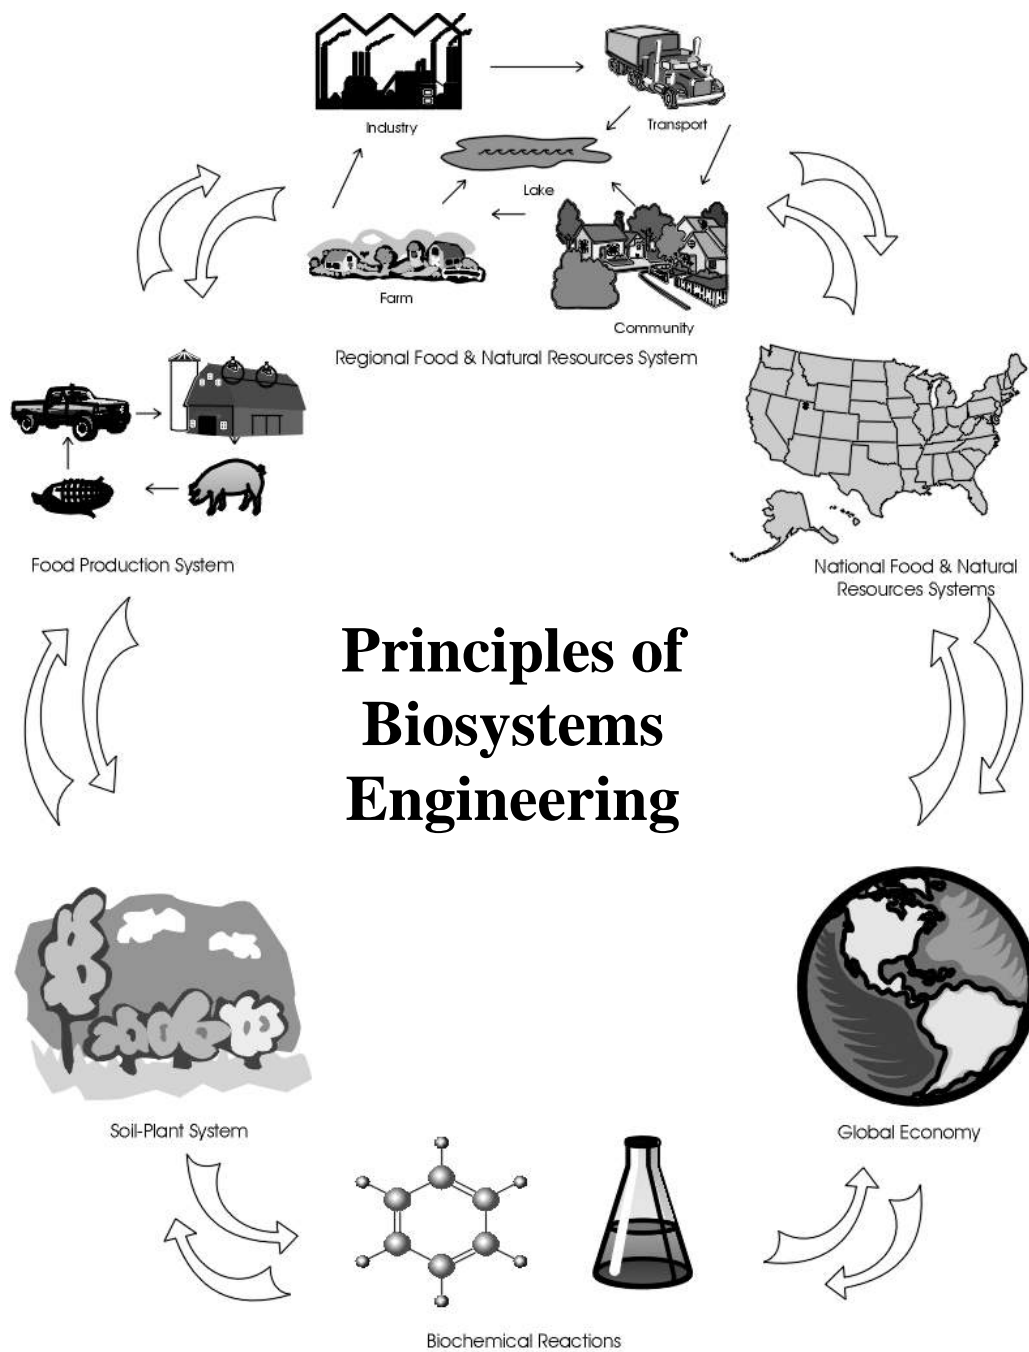 Industry
Transport
Lake
Farm
Community
Regional Food & Natural Resources System
Food Production System
National Food & Natural
Resources Systems
Principles of
Biosystems
Engineering
Soil-Plant System
Global Economy
Biochemical Reactions